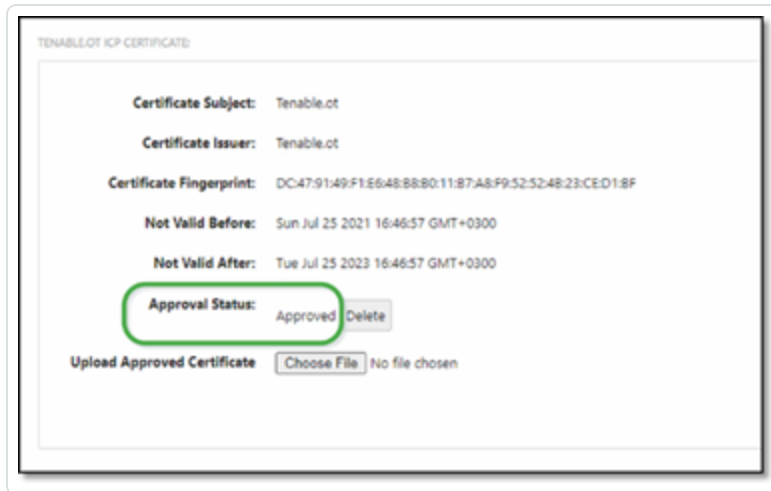 TENABLE.OT ICP CERTIFICATE:
Certificate Subject: Tenable.ot
Certificate Issuer: Tenable.ot
Certificate Fingerprint: DC:47:91:49:F1:E6:48:B8:B0:11:B7:A8:F9:52:52:4B:23:CE:D1:BF
Not Valid Before: Sun Jul 25 2021 16:46:57 GMT+0300
Not Valid After: Tue Jul 25 2023 16:46:57 GMT+0300
Approval Status: Approved Delete
Upload Approved Certificate Choose File No file chosen